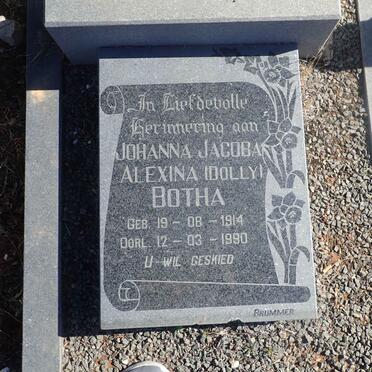 In Liefdevolle
Herinnering aan
JOHANNA JACOBA
ALEXINA (DOLLY)
BOTHA
GEB. 19-08-1914
OORL. 12-03-1990
U WIL GESKIED
BRUMMER